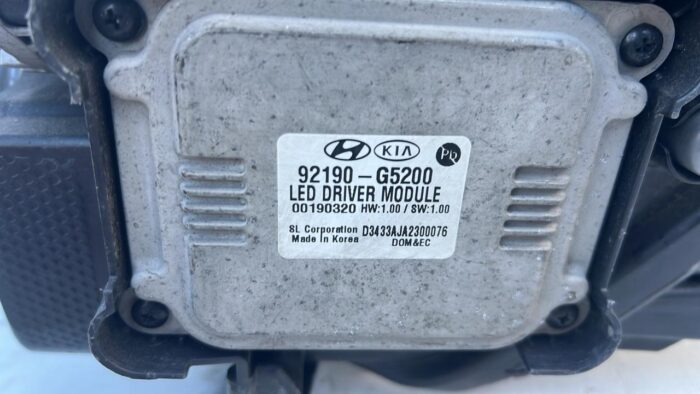 KIA Pb
92190-G5200
LED DRIVER MODULE
00190320 HW:1.00 / SW:1.00
SL Corporation D3433AJA2300076
Made in Korea DOM&EC